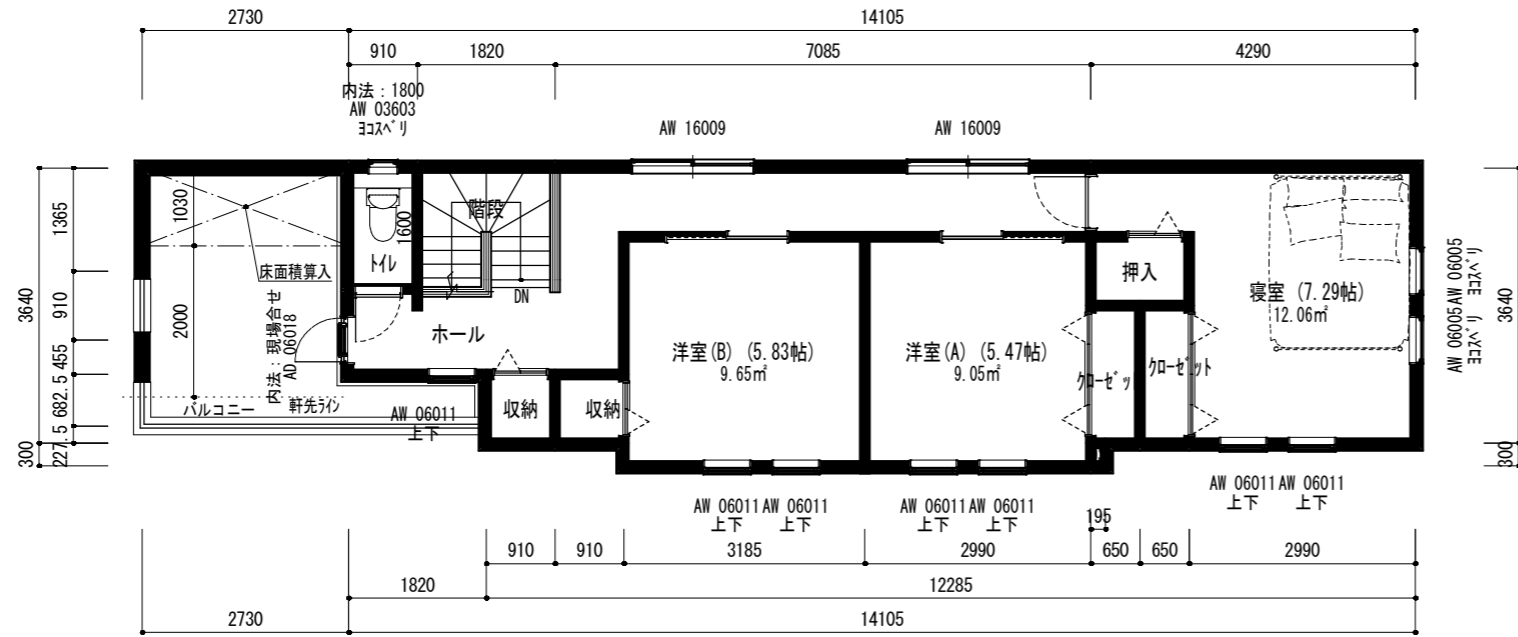 2730
14105
910
1820
7085
4290
内法：1800
AW 03603
ﾖｺｽﾍﾞﾘ
AW 16009
AW 16009
3640
1365
910
455
682.5
227.5
300
1030
2000
床面積算入
内法：現場合せ
AD 06018
バルコニー
軒先ﾗｲﾝ
ﾄｲﾚ
1600
階段
DN
ホール
AW 06011
上下
収納
収納
洋室(B) (5.83帖)
9.65㎡
洋室(A) (5.47帖)
9.05㎡
押入
ｸﾛｰｾﾞｯ
ｸﾛｰｾﾞｯﾄ
寝室 (7.29帖)
12.06㎡
AW 06005
ﾖｺｽﾍﾞﾘ
AW 06005
ﾖｺｽﾍﾞﾘ
3640
300
AW 06011
上下
AW 06011
上下
AW 06011
上下
AW 06011
上下
AW 06011
上下
AW 06011
上下
195
910
910
3185
2990
650
650
2990
1820
12285
2730
14105